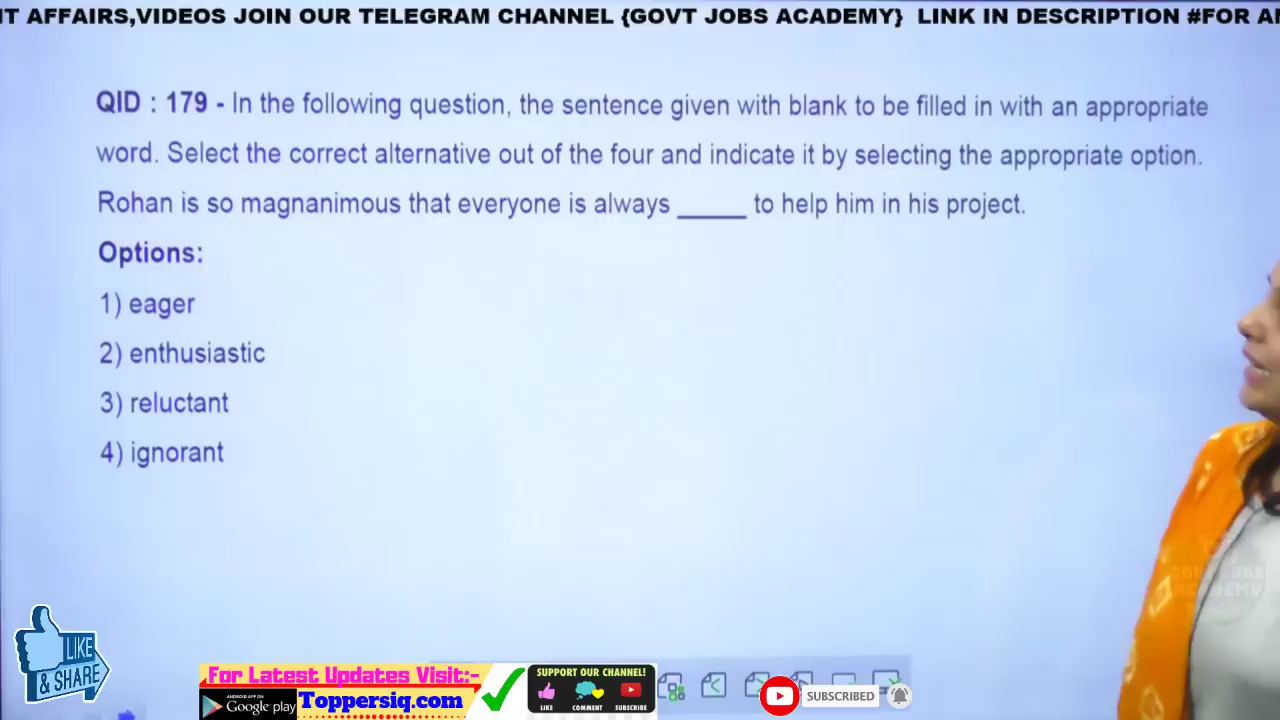 IT AFFAIRS,VIDEOS JOIN OUR TELEGRAM CHANNEL {GOVT JOBS ACADEMY} LINK IN DESCRIPTION #FOR
QID : 179 - In the following question, the sentence given with blank to be filled in with an appropriate
word. Select the correct alternative out of the four and indicate it by selecting the appropriate option.
Rohan is so magnanimous that everyone is always _____ to help him in his project.
Options:
1) eager
2) enthusiastic
3) reluctant
4) ignorant
LIKE
& SHARE
For Latest Updates Visit:-
ANDROID APP ON
Google play
Toppersiq.com
SUPPORT OUR CHANNEL!
LIKE COMMENT SUBSCRIBE
SUBSCRIBED